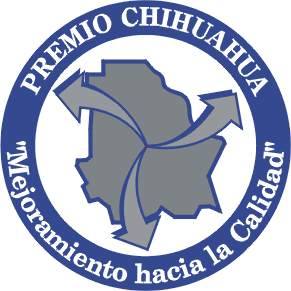 PREMIO CHIHUAHUA
"Mejoramiento hacia la Calidad"